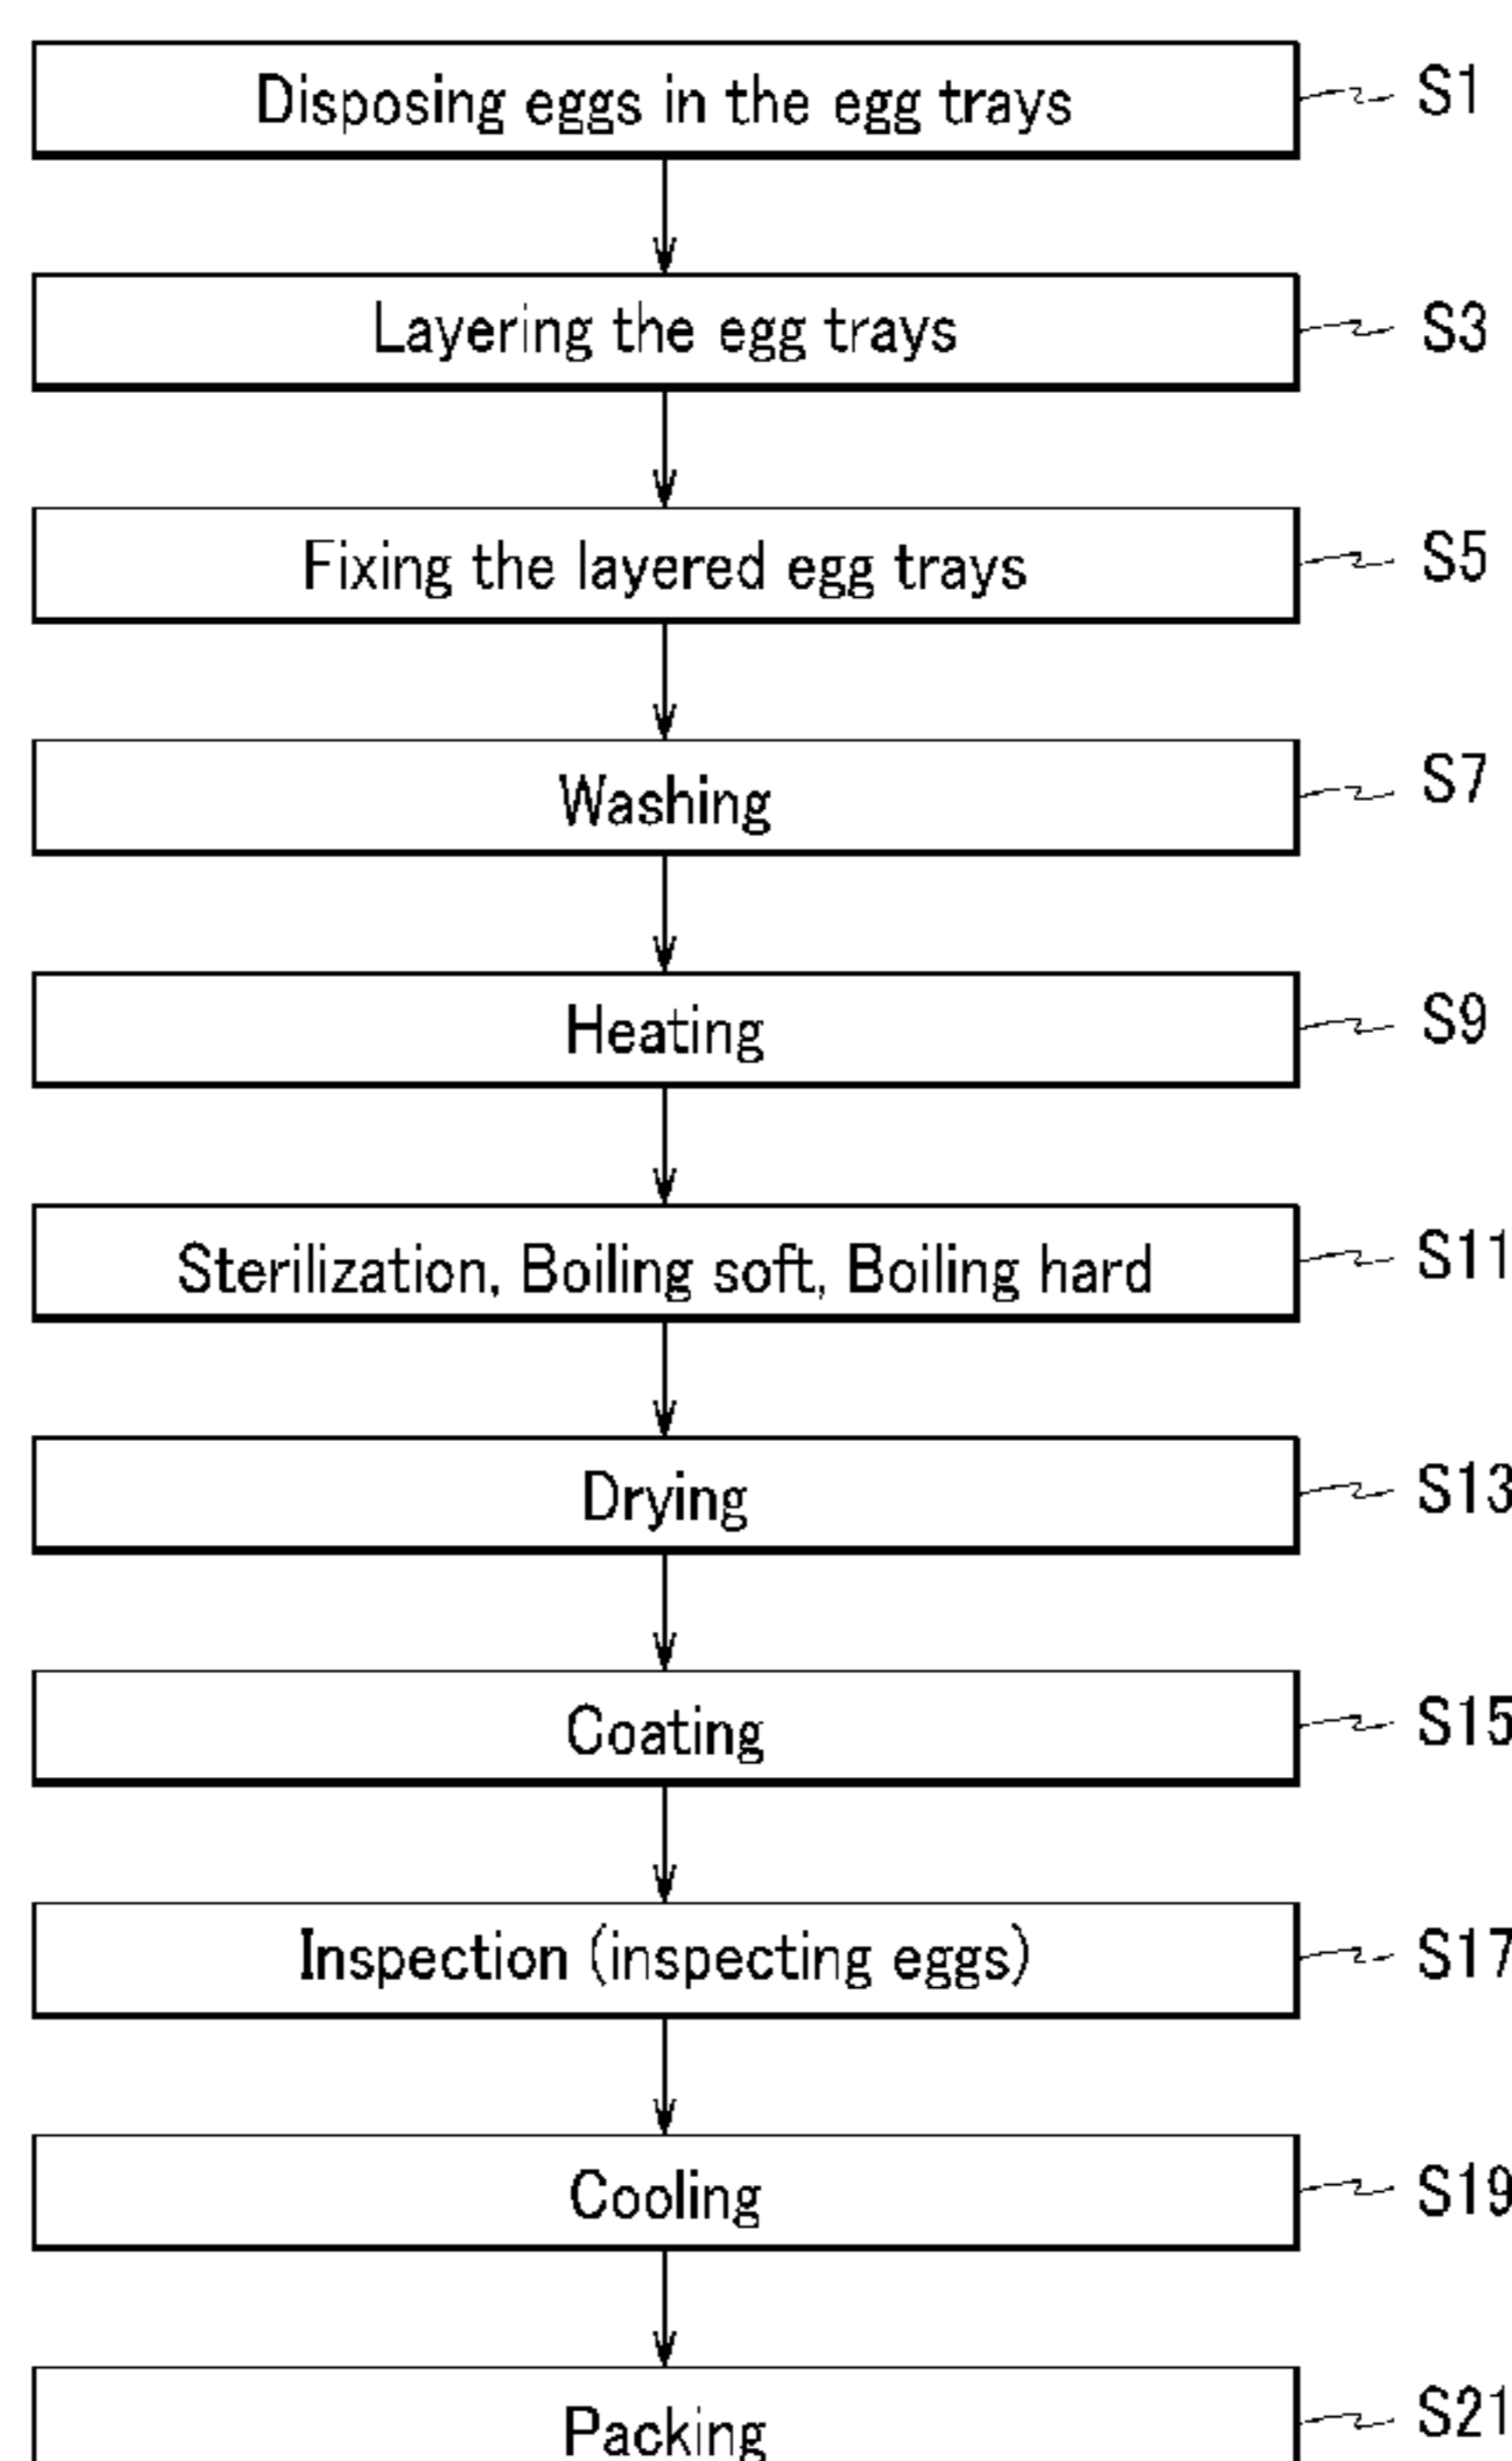 Disposing eggs in the egg trays S1
Layering the egg trays S3
Fixing the layered egg trays S5
Washing S7
Heating S9
Sterilization, Boiling soft, Boiling hard S11
Drying S13
Coating S15
Inspection (inspecting eggs) S17
Cooling S19
Packing S21